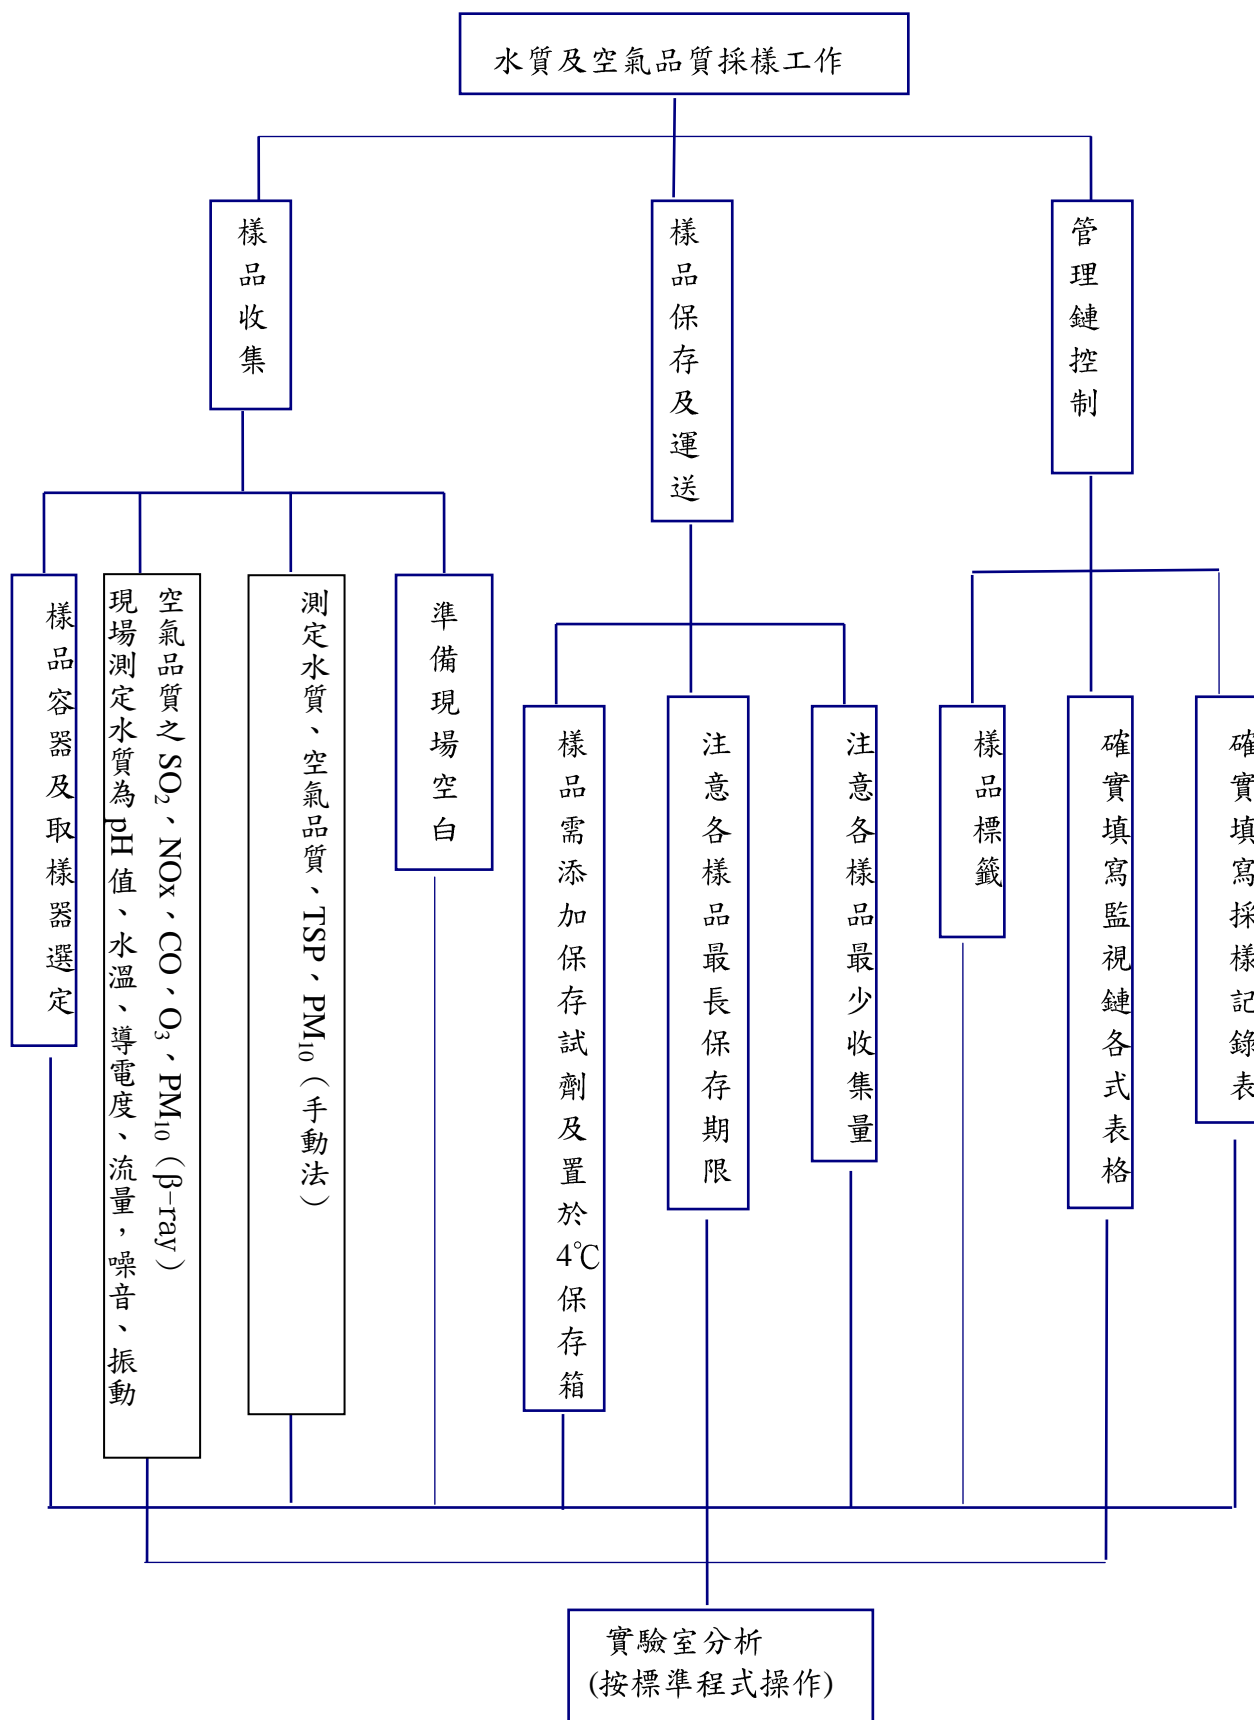 水質及空氣品質採樣工作
樣品收集
樣品保存及運送
管理鏈控制
樣品容器及取樣器選定
空氣品質之 SO₂、NOx、CO、O₃、PM₁₀（β-ray）
現場測定水質為 pH 值、水溫、導電度、流量，噪音、振動
測定水質、空氣品質、TSP、PM₁₀（手動法）
準備現場空白
樣品需添加保存試劑及置於4℃保存箱
注意各樣品最長保存期限
注意各樣品最少收集量
樣品標籤
確實填寫監視鏈各式表格
確實填寫採樣記錄表
實驗室分析
(按標準程式操作)